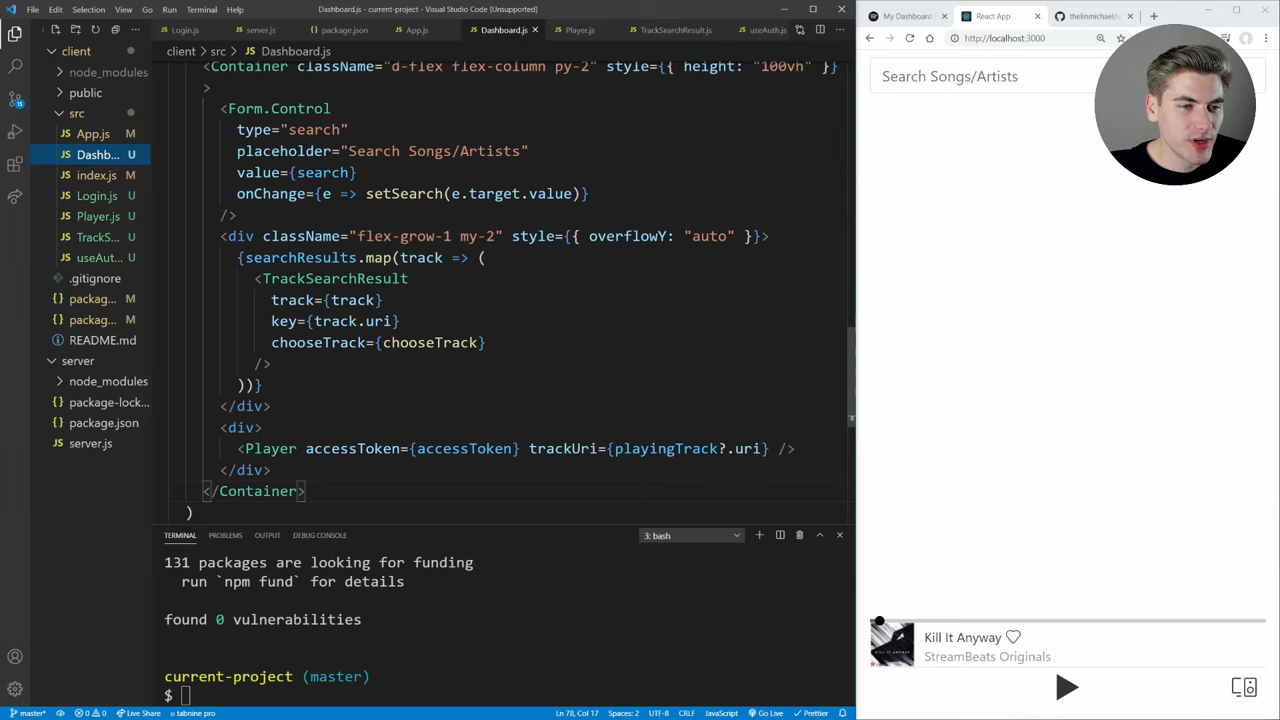 File Edit Selection View Go Run Terminal Help
Dashboard.js - current-project - Visual Studio Code [Unsupported]
Login.js server.js package.json App.js Dashboard.js Player.js TrackSearchResult.js useAuth.js
client > src > Dashboard.js
client
node_modules
public
src
App.js M
Dashb... U
index.js M
Login.js U
Player.js U
TrackS... U
useAut... U
.gitignore
packag... M
packag... M
README.md
server
node_modules
package-lock...
package.json
server.js
15
<Container className="d-flex flex-column py-2" style={{ height: "100vh" }}
>
<Form.Control
type="search"
placeholder="Search Songs/Artists"
value={search}
onChange={e => setSearch(e.target.value)}
/>
<div className="flex-grow-1 my-2" style={{ overflowY: "auto" }}>
{searchResults.map(track => (
<TrackSearchResult
track={track}
key={track.uri}
chooseTrack={chooseTrack}
/>
))}
</div>
<div>
<Player accessToken={accessToken} trackUri={playingTrack?.uri} />
</div>
</Container>
)
TERMINAL PROBLEMS OUTPUT DEBUG CONSOLE
3: bash
131 packages are looking for funding
run `npm fund` for details
found 0 vulnerabilities
current-project (master)
$
master* 0 0 Live Share tabnine pro
Ln 78, Col 17 Spaces: 2 UTF-8 CRLF JavaScript Go Live Prettier
My Dashboard React App thelinmichael/
http://localhost:3000
Search Songs/Artists
Kill It Anyway
StreamBeats Originals